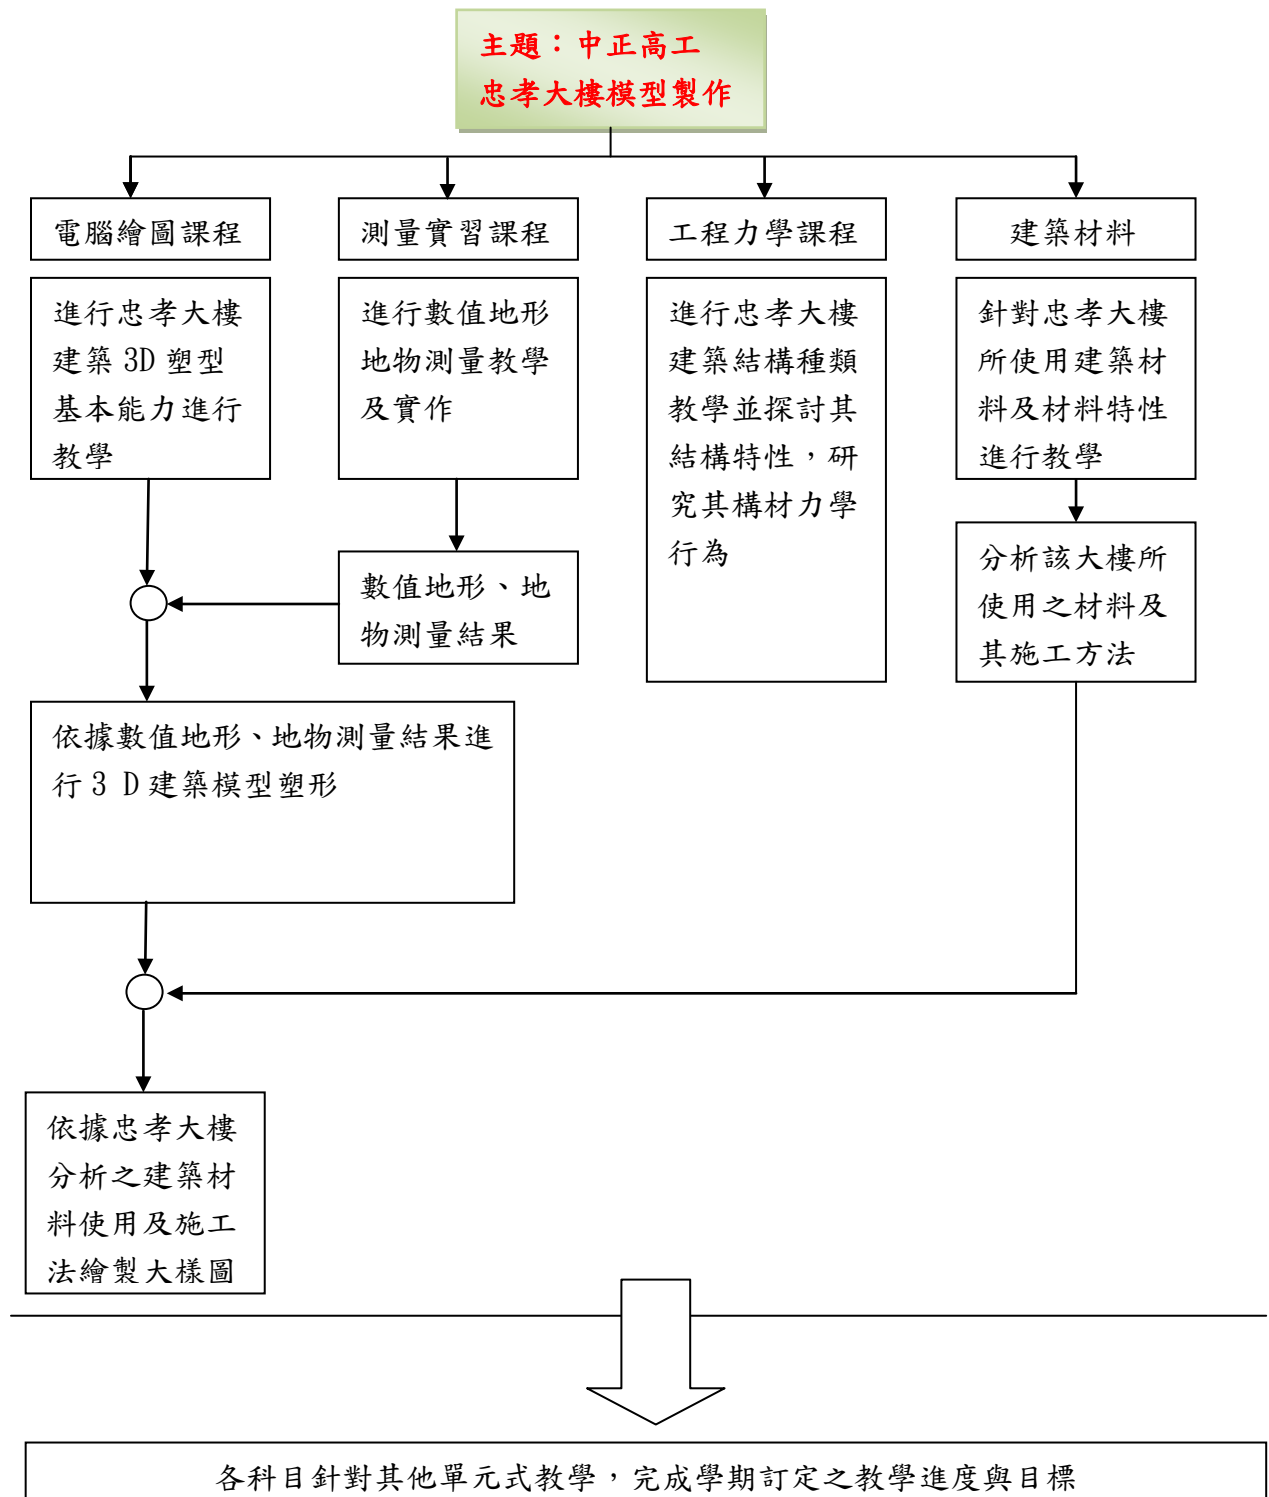 主題：中正高工
忠孝大樓模型製作
電腦繪圖課程
測量實習課程
工程力學課程
建築材料
進行忠孝大樓
建築 3D 塑型
基本能力進行
教學
進行數值地形
地物測量教學
及實作
進行忠孝大樓
建築結構種類
教學並探討其
結構特性，研
究其構材力學
行為
針對忠孝大樓
所使用建築材
料及材料特性
進行教學
數值地形、地
物測量結果
分析該大樓所
使用之材料及
其施工方法
依據數值地形、地物測量結果進
行 3 D 建築模型塑形
依據忠孝大樓
分析之建築材
料使用及施工
法繪製大樣圖
各科目針對其他單元式教學，完成學期訂定之教學進度與目標